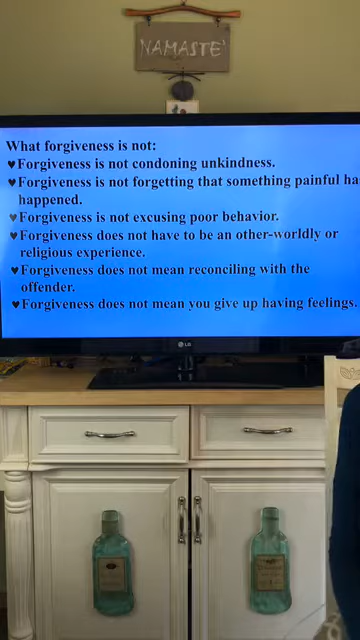 NAMASTE'
What forgiveness is not:
♥Forgiveness is not condoning unkindness.
♥Forgiveness is not forgetting that something painful ha
happened.
♥Forgiveness is not excusing poor behavior.
♥Forgiveness does not have to be an other-worldly or
religious experience.
♥Forgiveness does not mean reconciling with the
offender.
♥Forgiveness does not mean you give up having feelings.
LG